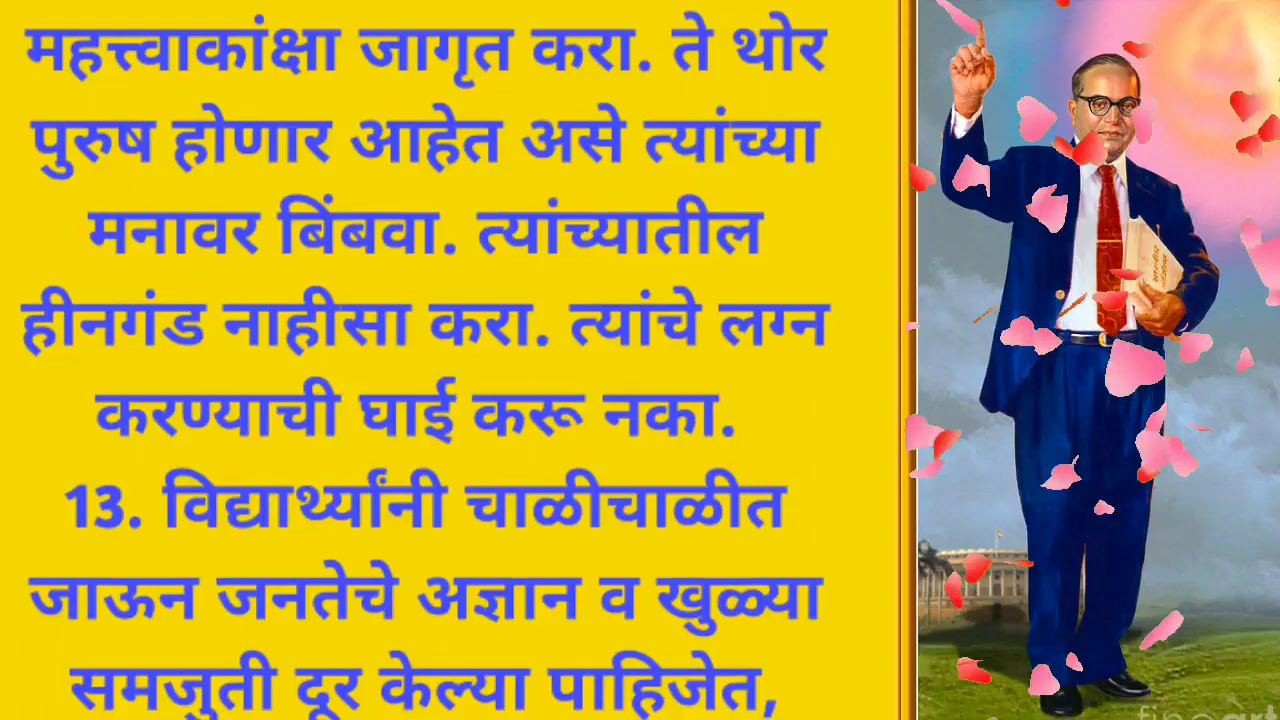 महत्त्वाकांक्षा जागृत करा. ते थोर
पुरुष होणार आहेत असे त्यांच्या
मनावर बिंबवा. त्यांच्यातील
हीनगंड नाहीसा करा. त्यांचे लग्न
करण्याची घाई करू नका.
13. विद्यार्थ्यांनी चाळीचाळीत
जाऊन जनतेचे अज्ञान व खुळ्या
समजुती दूर केल्या पाहिजेत,